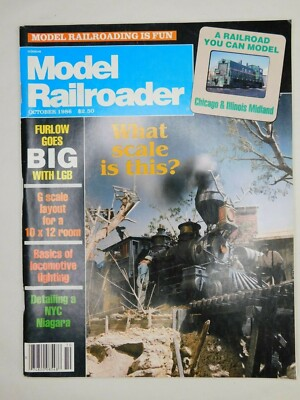 MODEL RAILROADING IS FUN
Model
Railroader
OCTOBER 1986 $2.50
A RAILROAD
YOU CAN MODEL
Chicago & Illinois Midland
What
scale
is this?
FURLOW
GOES
BIG
WITH LGB
G scale
layout
for a
10 x 12 room
Basics of
locomotive
lighting
Detailing a
NYC
Niagara